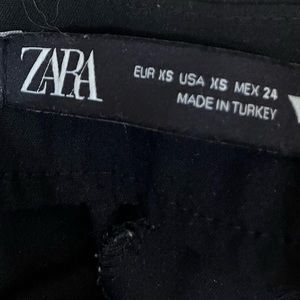 ZARA
EUR XS USA XS MEX 24
MADE IN TURKEY